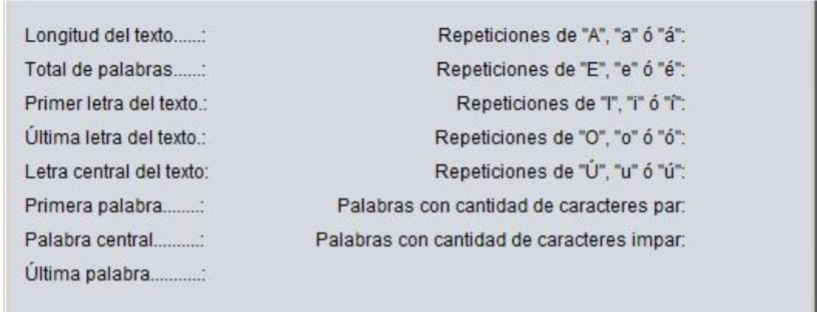 Longitud del texto......: Repeticiones de "A", "a" ó "á":
Total de palabras......: Repeticiones de "E", "e" ó "é":
Primer letra del texto.: Repeticiones de "I", "i" ó "í":
Última letra del texto.: Repeticiones de "O", "o" ó "ó":
Letra central del texto: Repeticiones de "Ú", "u" ó "ú":
Primera palabra........: Palabras con cantidad de caracteres par:
Palabra central..........: Palabras con cantidad de caracteres impar:
Última palabra...........: